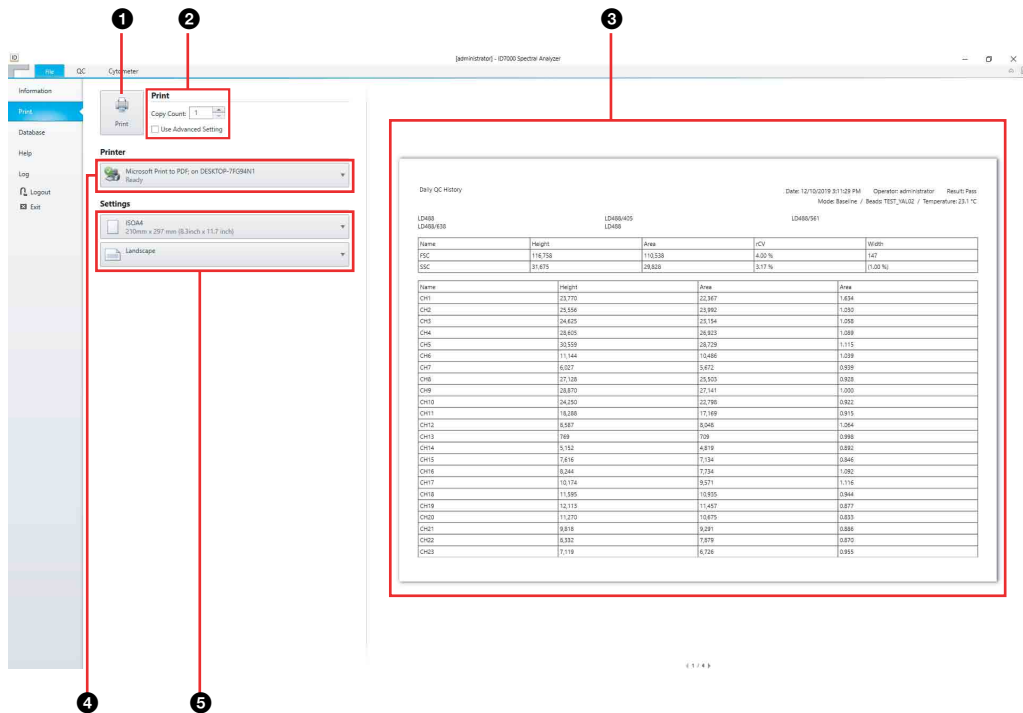 1 2 3
[administrator] - ID7000 Spectral Analyzer
File QC Cytometer
Information
Print
Database
Help
Log
Logout
Exit
Print
Print
Copy Count: 1
Use Advanced Setting
Printer
Microsoft Print to PDF; on DESKTOP-7FG94N1
Ready
Settings
ISOA4
210mm x 297 mm (8.3inch x 11.7 inch)
Landscape
Daily QC History
Date: 12/10/2019 3:11:29 PM Operator: administrator Result: Pass
Mode: Baseline / Beads: TEST_YAL02 / Temperature: 23.1 °C
LD488 LD488/405 LD488/561
LD488/638 LD488
Name Height Area rCV Width
FSC 116,758 110,538 4.00 % 147
SSC 31,675 29,828 3.17 % (1.00 %)
Name Height Area Area
CH1 23,770 22,367 1.634
CH2 25,556 23,992 1.050
CH3 24,625 23,154 1.058
CH4 28,605 26,923 1.089
CH5 30,559 28,729 1.115
CH6 11,144 10,486 1.039
CH7 6,027 5,672 0.939
CH8 27,128 25,503 0.928
CH9 28,870 27,141 1.000
CH10 24,250 22,798 0.922
CH11 18,288 17,169 0.915
CH12 8,587 8,048 1.064
CH13 769 709 0.998
CH14 5,152 4,819 0.892
CH15 7,616 7,134 0.846
CH16 8,244 7,734 1.092
CH17 10,174 9,571 1.116
CH18 11,595 10,935 0.944
CH19 12,113 11,457 0.877
CH20 11,270 10,675 0.833
CH21 9,818 9,291 0.886
CH22 8,332 7,879 0.870
CH23 7,119 6,726 0.955
1 / 4
4 5